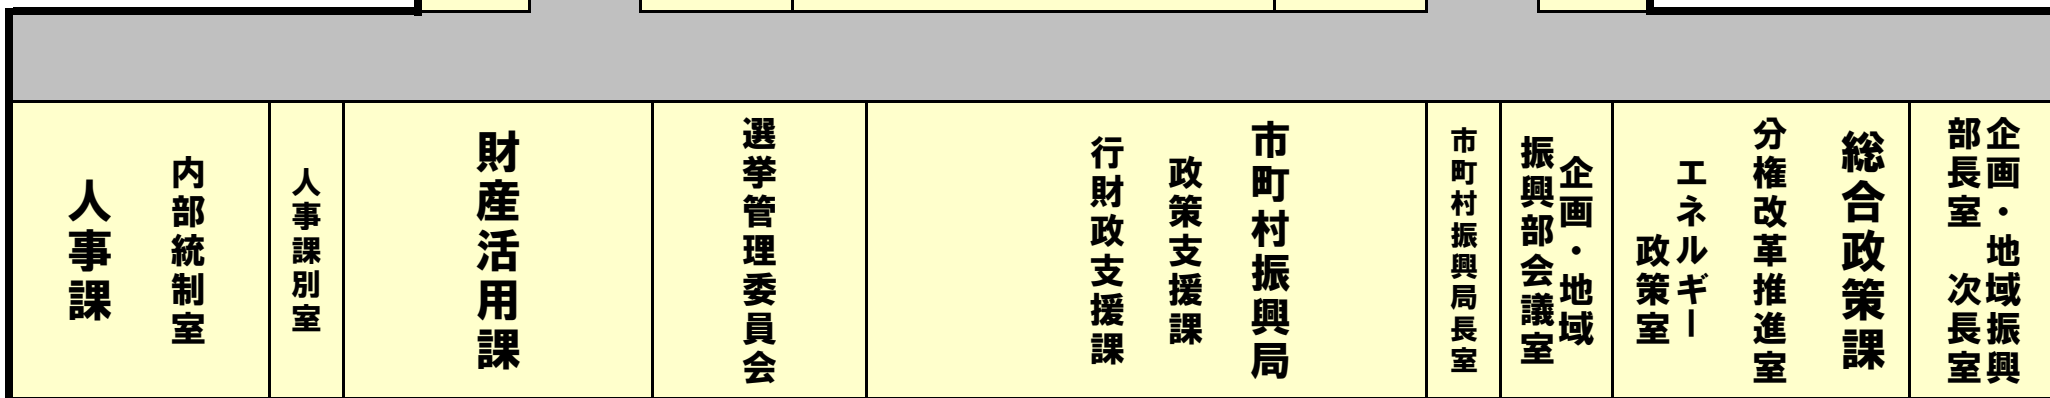 企画・地域振興
部長室　次長室
総合政策課
分権改革推進室
エネルギー
政策室
企画・地域
振興部会議室
市町村振興局長室
市町村振興局
政策支援課
行財政支援課
選挙管理委員会
財産活用課
人事課別室
内部統制室
人事課